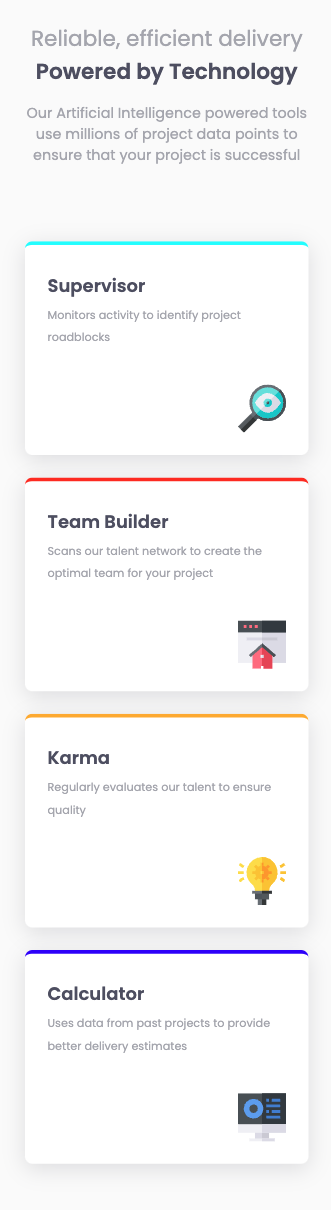 Reliable, efficient delivery
Powered by Technology
Our Artificial Intelligence powered tools
use millions of project data points to
ensure that your project is successful
Supervisor
Monitors activity to identify project
roadblocks
Team Builder
Scans our talent network to create the
optimal team for your project
Karma
Regularly evaluates our talent to ensure
quality
Calculator
Uses data from past projects to provide
better delivery estimates